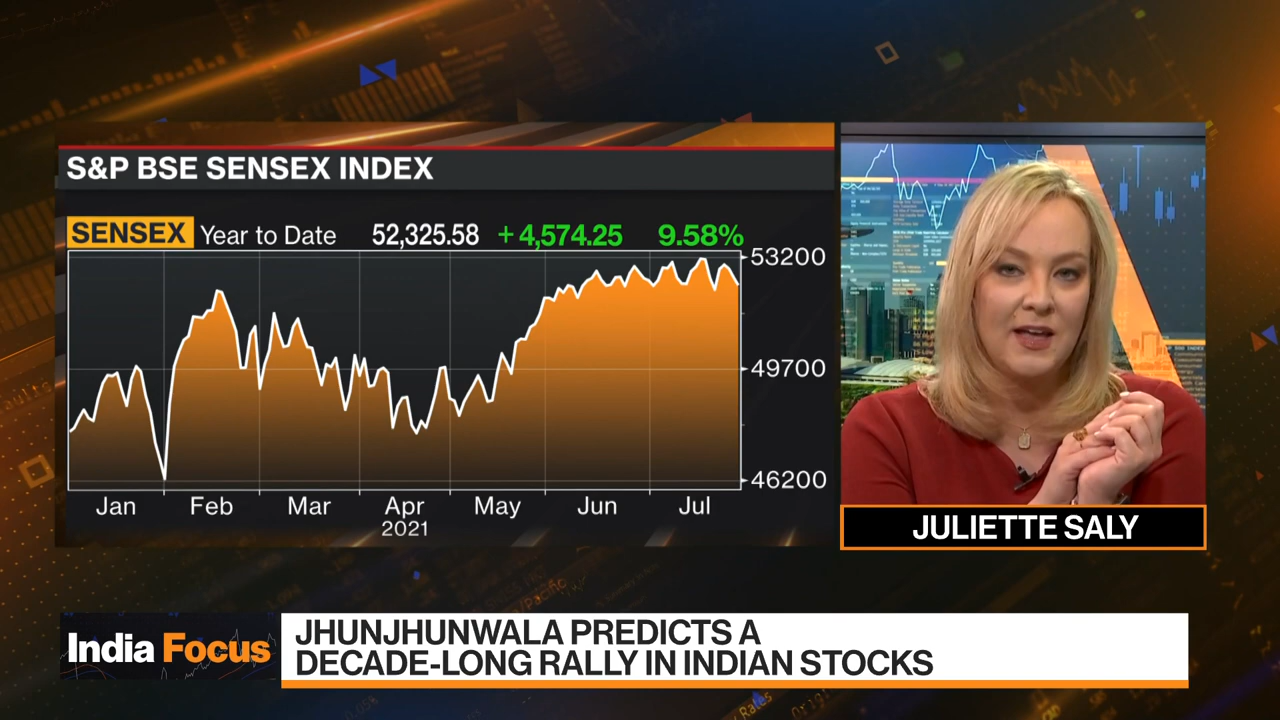 S&P BSE SENSEX INDEX
SENSEX Year to Date 52,325.58 +4,574.25 9.58%
53200
49700
46200
Jan Feb Mar Apr May Jun Jul
2021
JULIETTE SALY
India Focus
JHUNJHUNWALA PREDICTS A
DECADE-LONG RALLY IN INDIAN STOCKS